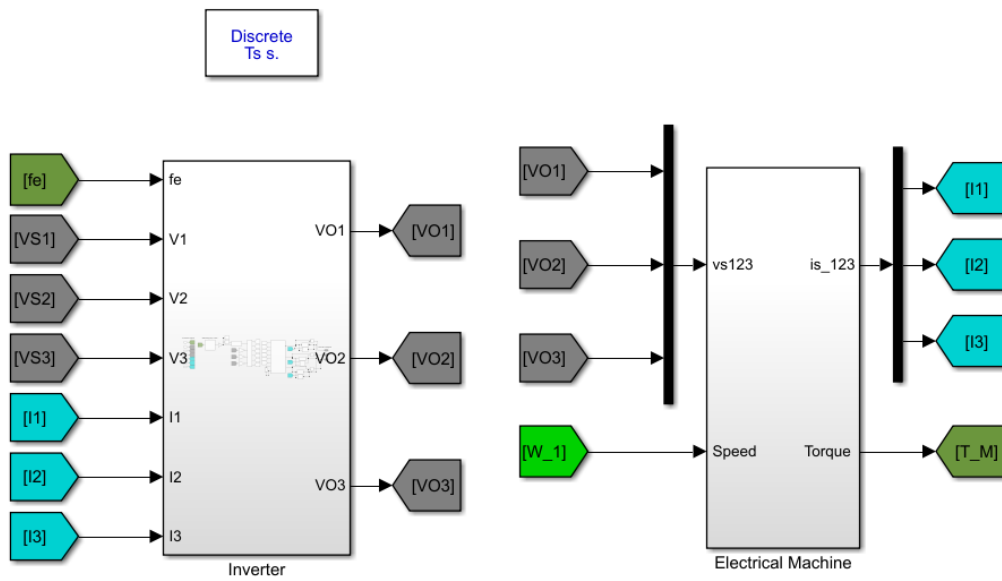 Discrete
Ts s.
[fe]
[VS1]
[VS2]
[VS3]
[I1]
[I2]
[I3]
fe
V1
V2
V3
I1
I2
I3
VO1
VO2
VO3
[VO1]
[VO2]
[VO3]
Inverter
[VO1]
[VO2]
[VO3]
[W_1]
vs123
Speed
is_123
Torque
[I1]
[I2]
[I3]
[T_M]
Electrical Machine